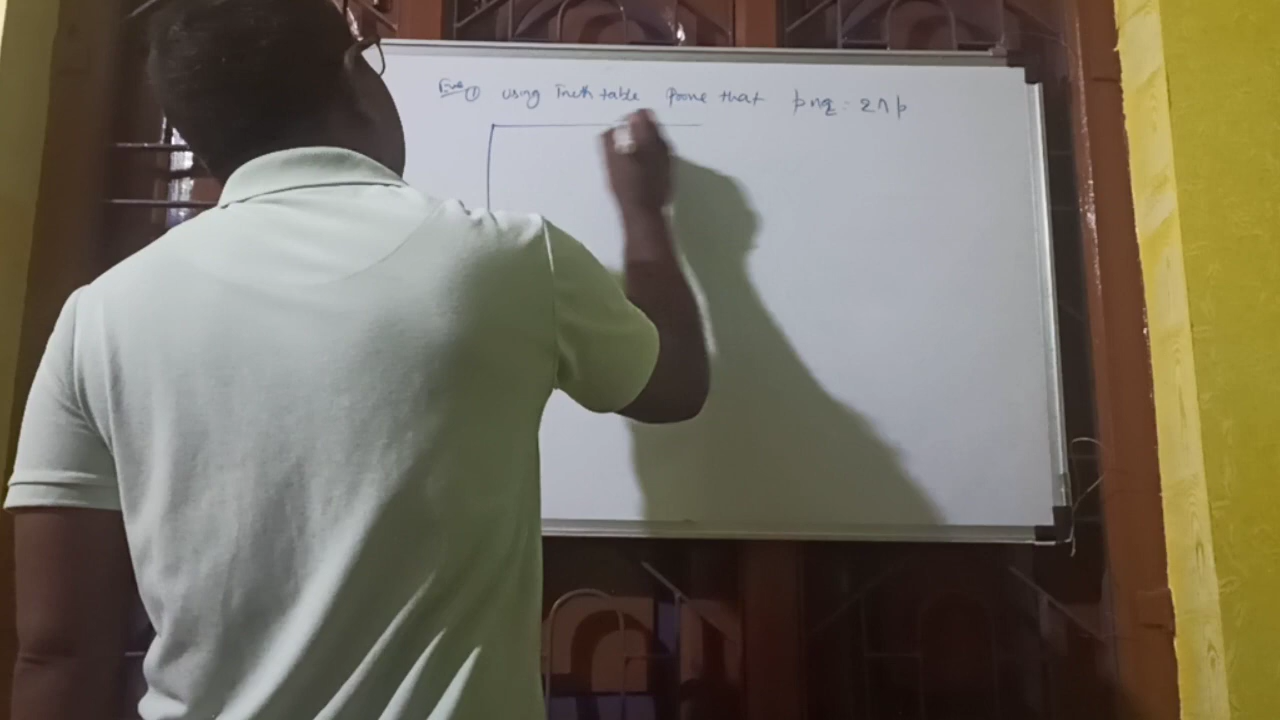 Ex ① using Truth table Prove that p∧q = q∧p